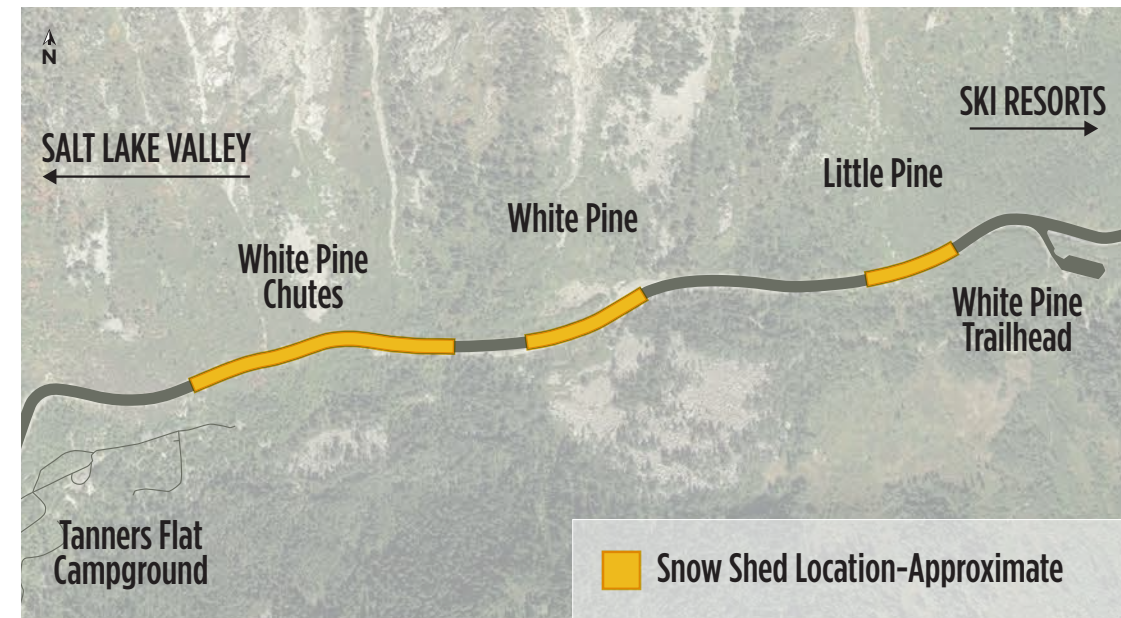 N
SALT LAKE VALLEY
SKI RESORTS
Little Pine
White Pine
White Pine
Chutes
White Pine
Trailhead
Tanners Flat
Campground
Snow Shed Location-Approximate